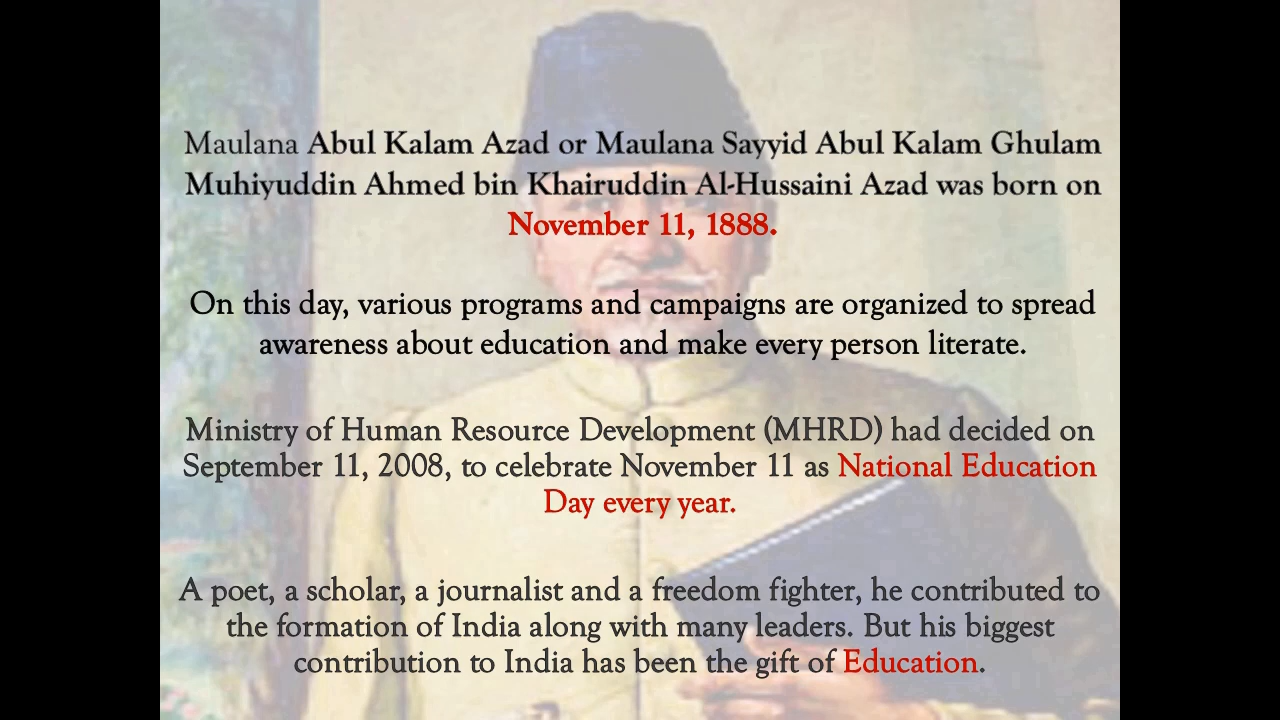 Maulana Abul Kalam Azad or Maulana Sayyid Abul Kalam Ghulam
Muhiyuddin Ahmed bin Khairuddin Al-Hussaini Azad was born on
November 11, 1888.
On this day, various programs and campaigns are organized to spread
awareness about education and make every person literate.
Ministry of Human Resource Development (MHRD) had decided on
September 11, 2008, to celebrate November 11 as National Education
Day every year.
A poet, a scholar, a journalist and a freedom fighter, he contributed to
the formation of India along with many leaders. But his biggest
contribution to India has been the gift of Education.